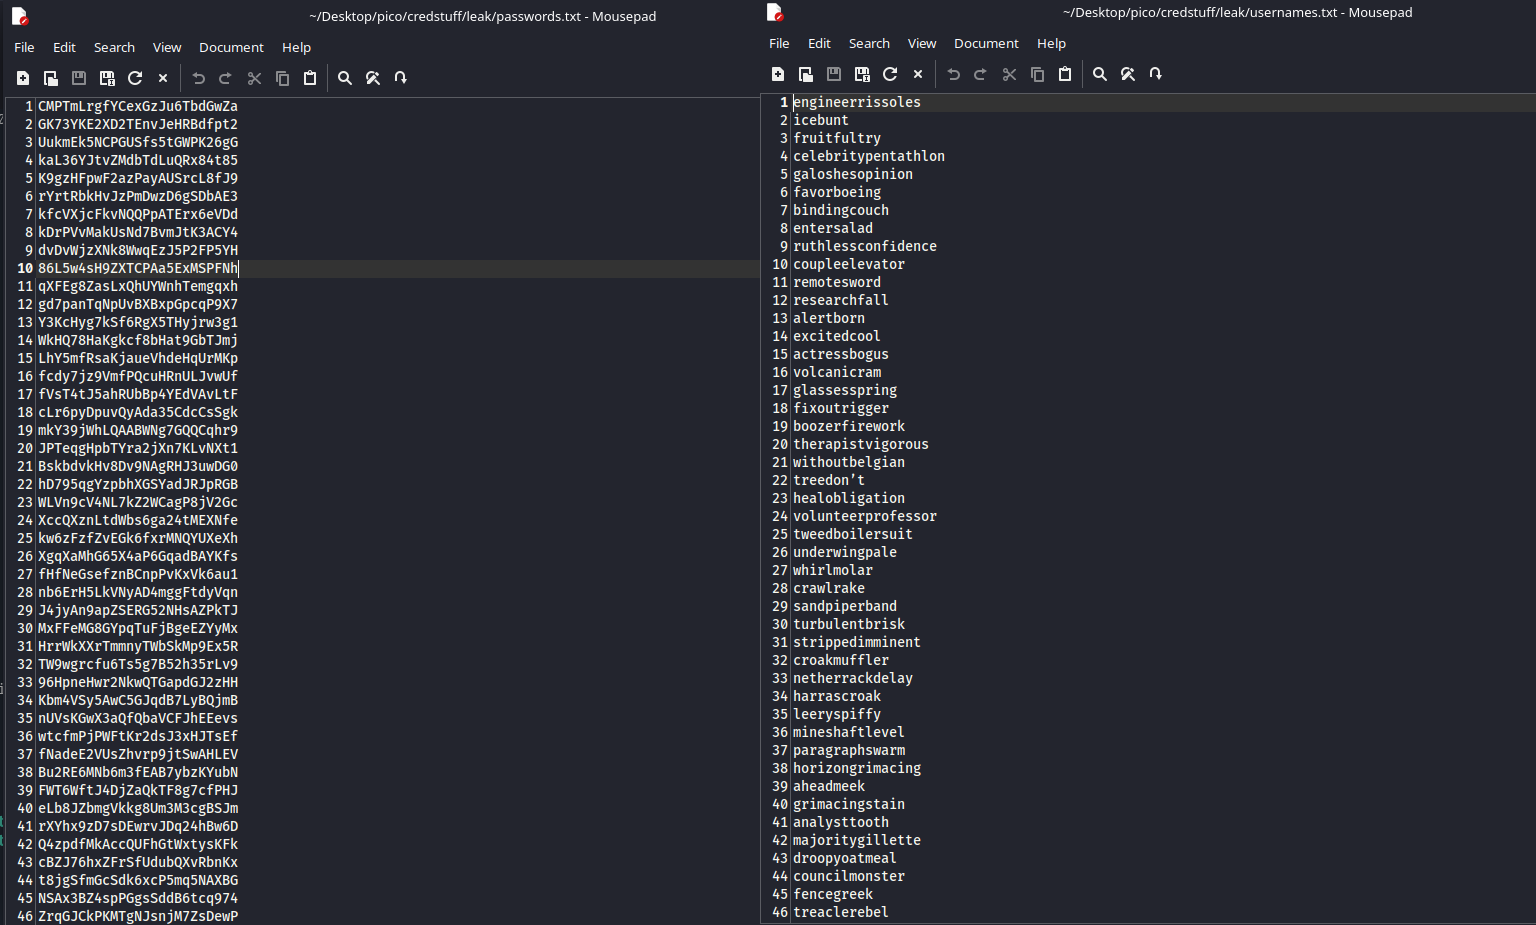 ~/Desktop/pico/credstuff/leak/passwords.txt - Mousepad
File Edit Search View Document Help
1 CMPTmLrgfYCexGzJu6TbdGwZa
2 GK73YKE2XD2TEnvJeHRBdfpt2
3 UukmEk5NCPGUSfs5tGWPK26gG
4 kaL36YJtvZMdbTdLuQRx84t85
5 K9gzHFpwF2azPayAUSrcL8fJ9
6 rYrtRbkHvJzPmDwzD6gSDbAE3
7 kfcVXjcFkvNQQPpATErx6eVDd
8 kDrPVvMakUsNd7BvmJtK3ACY4
9 dvDvWjzXNk8WwqEzJ5P2FP5YH
10 86L5w4sH9ZXTCPAa5ExMSPFNh
11 qXFEg8ZasLxQhUYWnhTemgqxh
12 gd7panTqNpUvBXBxpGpcqP9X7
13 Y3KcHyg7kSf6RgX5THyjrw3g1
14 WkHQ78HaKgkcf8bHat9GbTJmj
15 LhY5mfRsaKjaueVhdeHqUrMKp
16 fcdy7jz9VmfPQcuHRnULJvwUf
17 fVsT4tJ5ahRUbBp4YEdVAvLtF
18 cLr6pyDpuvQyAda35CdcCsSgk
19 mkY39jWhLQAABWNg7GQQCqhr9
20 JPTeqgHpbTYra2jXn7KLvNXt1
21 BskbdvkHv8Dv9NAgRHJ3uwDG0
22 hD795qgYzpbhXGSYadJRJpRGB
23 WLVn9cV4NL7kZ2WCagP8jV2Gc
24 XccQXznLtdWbs6ga24tMEXNfe
25 kw6zFzfZvEGk6fxrMNQYUXeXh
26 XgqXaMhG65X4aP6GqadBAYKfs
27 fHfNeGsefznBCnpPvKxVk6au1
28 nb6ErH5LkVNyAD4mggFtdyVqn
29 J4jyAn9apZSERG52NHsAZPkTJ
30 MxFFeMG8GYpqTuFjBgeEZYyMx
31 HrrWkXXrTmmnyTWbSkMp9Ex5R
32 TW9wgrcfu6Ts5g7B52h35rLv9
33 96HpneHwr2NkwQTGapdGJ2zHH
34 Kbm4VSy5AwC5GJqdB7LyBQjmB
35 nUVsKGwX3aQfQbaVCFJhEEevs
36 wtcfmPjPWFtKr2dsJ3xHJTsEf
37 fNadeE2VUsZhvrp9jtSwAHLEV
38 Bu2RE6MNb6m3fEAB7ybzKYubN
39 FWT6WftJ4DjZaQkTF8g7cfPHJ
40 eLb8JZbmgVkkg8Um3M3cgBSJm
41 rXYhx9zD7sDEwrvJDq24hBw6D
42 Q4zpdfMkAccQUFhGtWxtysKFk
43 cBZJ76hxZFrSfUdubQXvRbnKx
44 t8jgSfmGcSdk6xcP5mq5NAXBG
45 NSAx3BZ4spPGgsSddB6tcq974
46 ZrqGJCkPKMTgNJsnjM7ZsDewP
~/Desktop/pico/credstuff/leak/usernames.txt - Mousepad
File Edit Search View Document Help
1 engineerrissoles
2 icebunt
3 fruitfultry
4 celebritypentathlon
5 galoshesopinion
6 favorboeing
7 bindingcouch
8 entersalad
9 ruthlessconfidence
10 coupleelevator
11 remotesword
12 researchfall
13 alertborn
14 excitedcool
15 actressbogus
16 volcanicram
17 glassesspring
18 fixoutrigger
19 boozerfirework
20 therapistvigorous
21 withoutbelgian
22 treedon’t
23 healobligation
24 volunteerprofessor
25 tweedboilersuit
26 underwingpale
27 whirlmolar
28 crawlrake
29 sandpiperband
30 turbulentbrisk
31 strippedimminent
32 croakmuffler
33 netherrackdelay
34 harrascroak
35 leeryspiffy
36 mineshaftlevel
37 paragraphswarm
38 horizongrimacing
39 aheadmeek
40 grimacingstain
41 analysttooth
42 majoritygillette
43 droopyoatmeal
44 councilmonster
45 fencegreek
46 treaclerebel